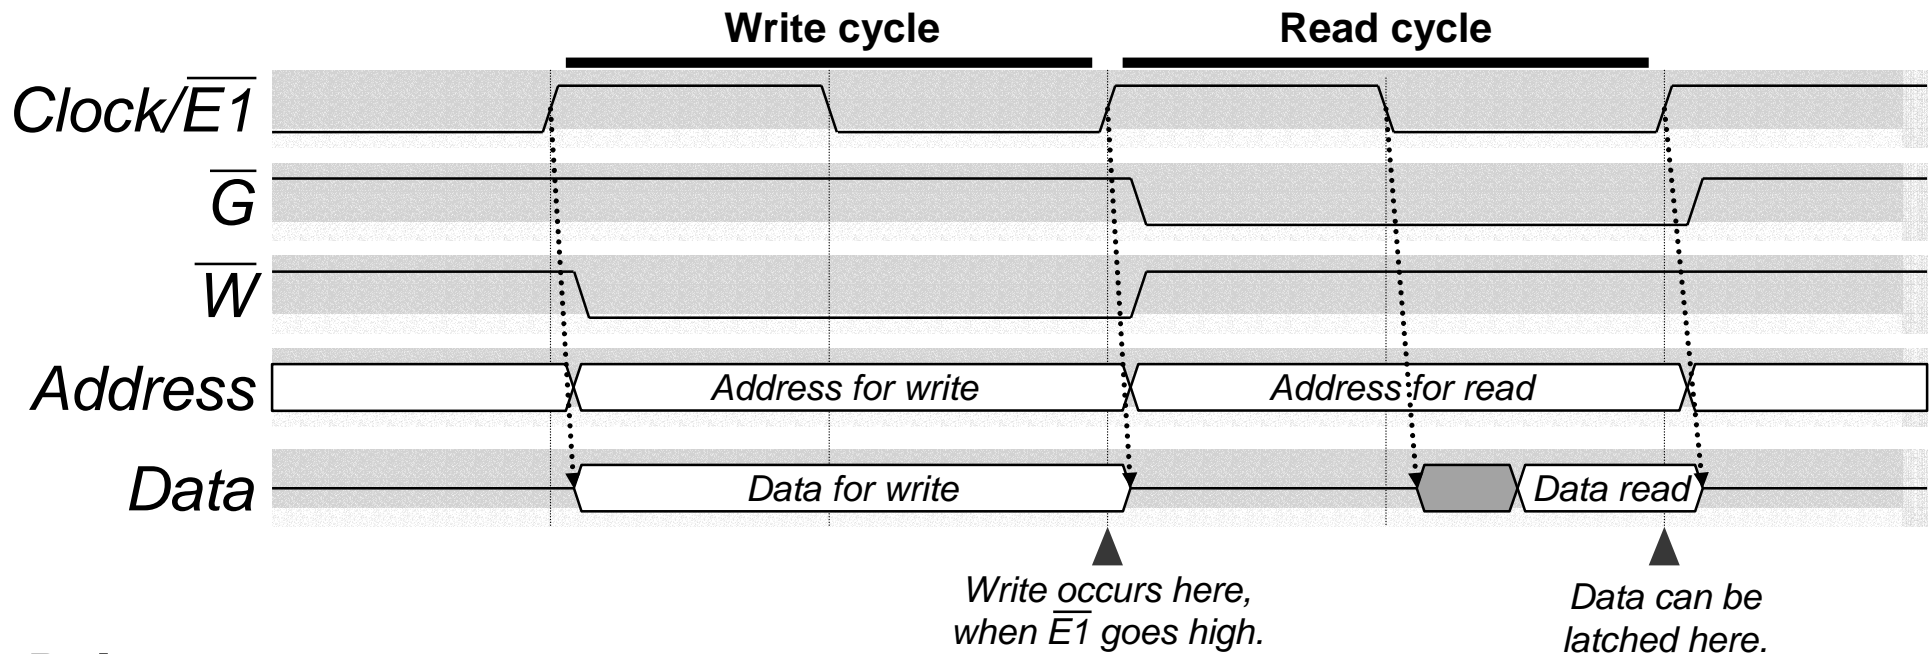 Write cycle
Read cycle
Clock/E1
G
W
Address
Address for write
Address for read
Data
Data for write
Data read
Write occurs here,
when E1 goes high.
Data can be
latched here.